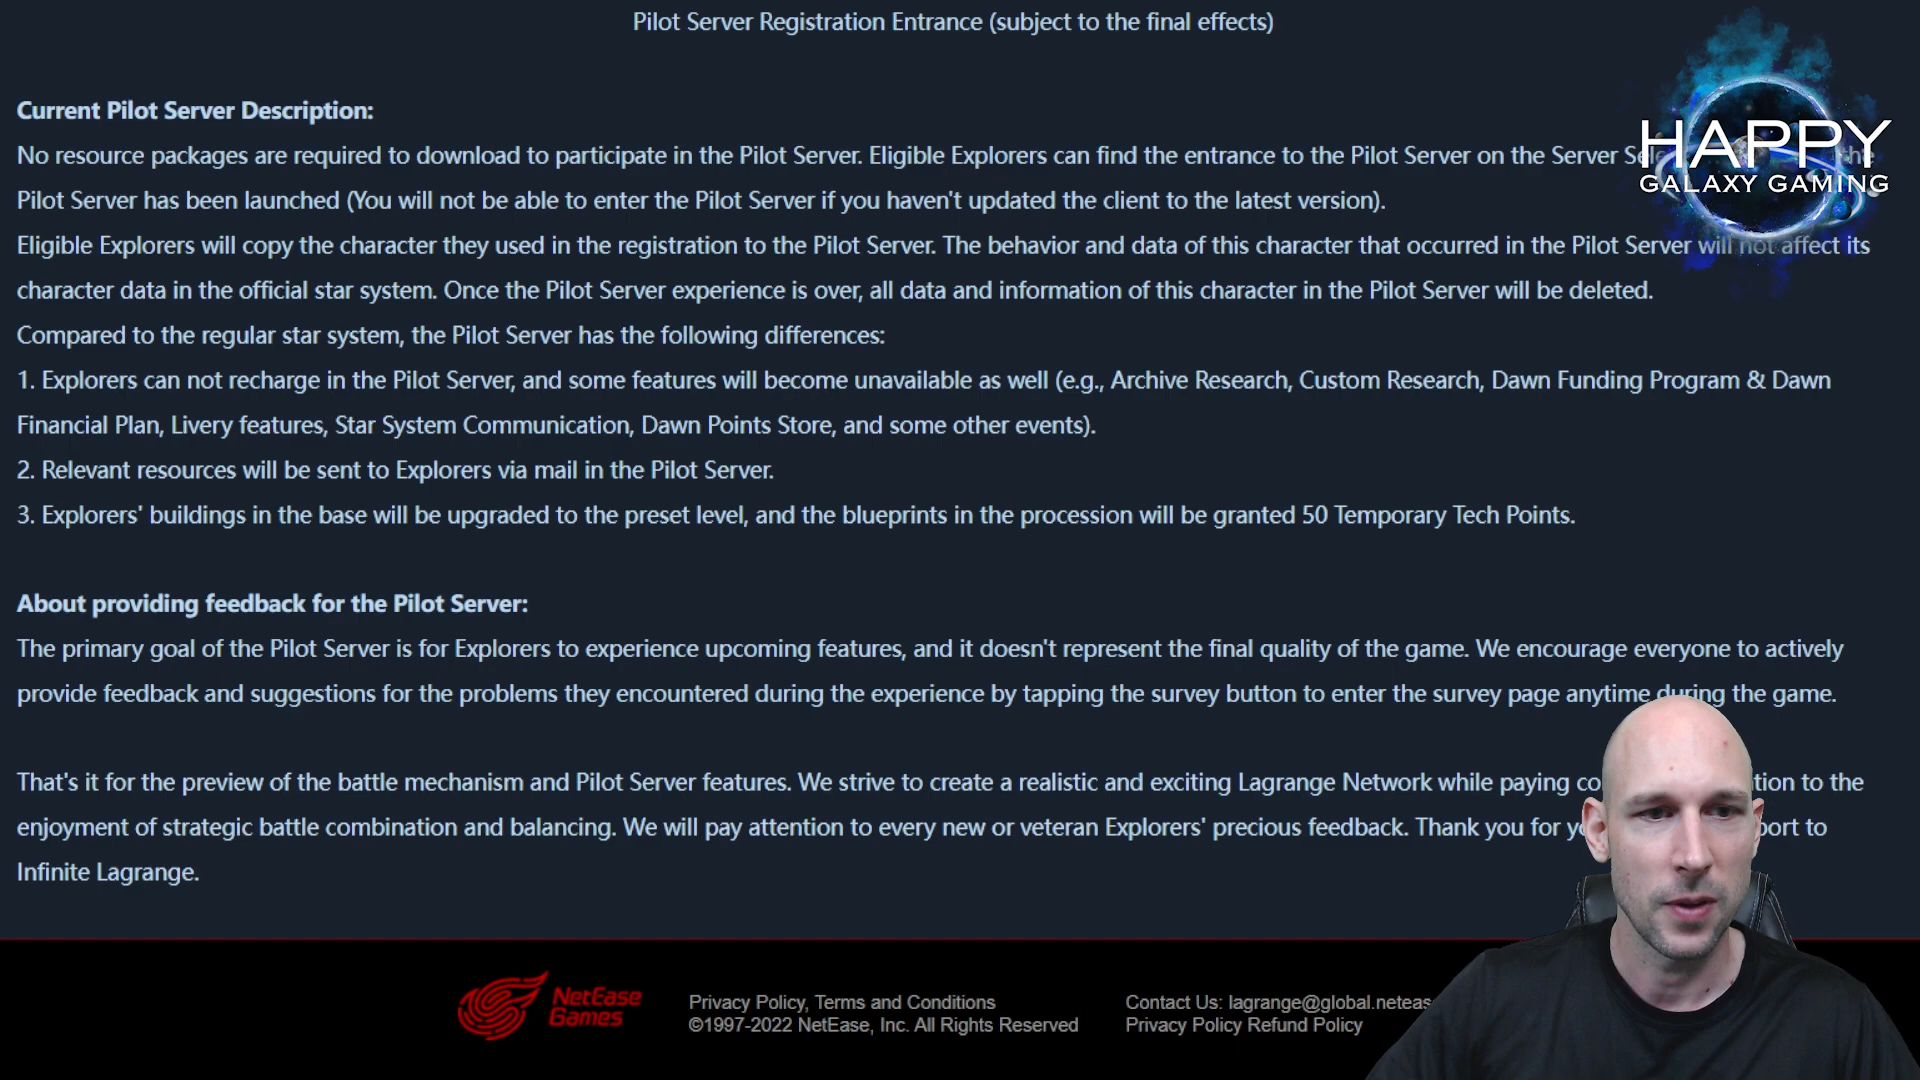 Pilot Server Registration Entrance (subject to the final effects)
Current Pilot Server Description:
No resource packages are required to download to participate in the Pilot Server. Eligible Explorers can find the entrance to the Pilot Server on the Server the
Pilot Server has been launched (You will not be able to enter the Pilot Server if you haven't updated the client to the latest version).
Eligible Explorers will copy the character they used in the registration to the Pilot Server. The behavior and data of this character that occurred in the Pilot Server will not affect its
character data in the official star system. Once the Pilot Server experience is over, all data and information of this character in the Pilot Server will be deleted.
Compared to the regular star system, the Pilot Server has the following differences:
1. Explorers can not recharge in the Pilot Server, and some features will become unavailable as well (e.g., Archive Research, Custom Research, Dawn Funding Program & Dawn
Financial Plan, Livery features, Star System Communication, Dawn Points Store, and some other events).
2. Relevant resources will be sent to Explorers via mail in the Pilot Server.
3. Explorers' buildings in the base will be upgraded to the preset level, and the blueprints in the procession will be granted 50 Temporary Tech Points.
About providing feedback for the Pilot Server:
The primary goal of the Pilot Server is for Explorers to experience upcoming features, and it doesn't represent the final quality of the game. We encourage everyone to actively
provide feedback and suggestions for the problems they encountered during the experience by tapping the survey button to enter the survey page anytime during the game.
That's it for the preview of the battle mechanism and Pilot Server features. We strive to create a realistic and exciting Lagrange Network while paying to the
enjoyment of strategic battle combination and balancing. We will pay attention to every new or veteran Explorers' precious feedback. Thank you for to
Infinite Lagrange.
HAPPY
GALAXY GAMING
NetEase
Games
Privacy Policy, Terms and Conditions
©1997-2022 NetEase, Inc. All Rights Reserved
Contact Us:
Privacy Policy Refund Policy